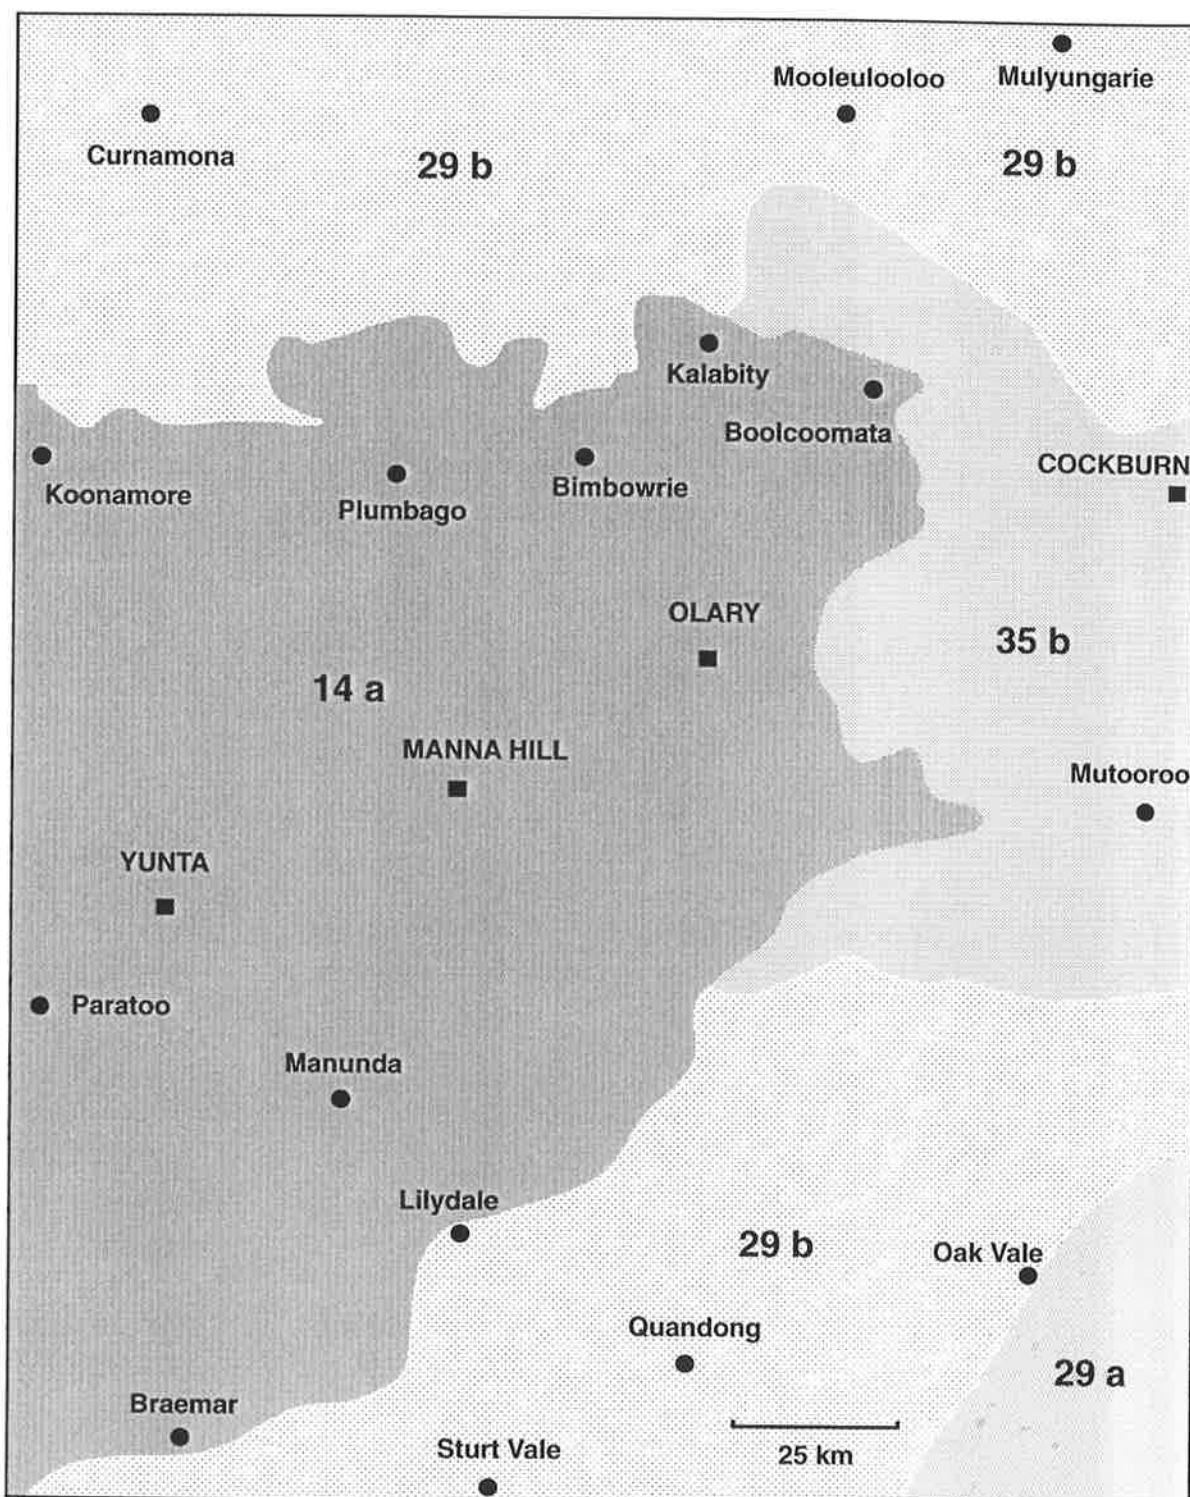 Mooleulooloo
Mulyungarie
Curnamona
29 b
29 b
Kalabity
Boolcoomata
COCKBURN
Koonamore
Plumbago
Bimbowrie
OLARY
35 b
14 a
MANNA HILL
Mutooroo
YUNTA
Paratoo
Manunda
Lilydale
29 b
Oak Vale
Quandong
29 a
Braemar
Sturt Vale
25 km